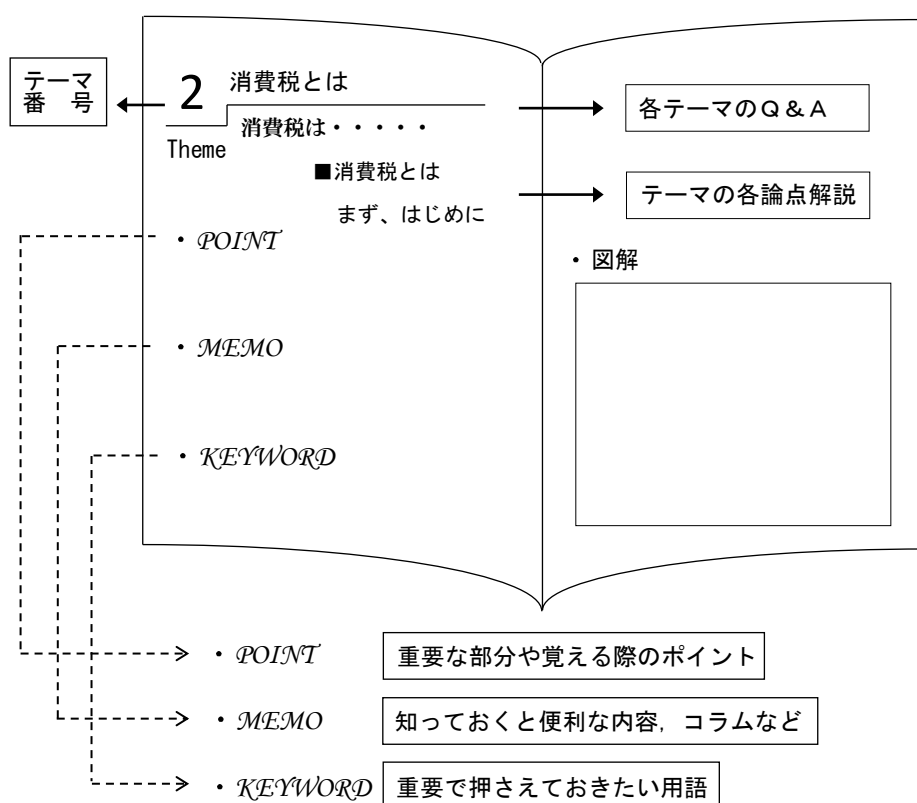 テーマ
番　号
2
消費税とは
消費税は・・・・・
Theme
■消費税とは
まず、はじめに
各テーマのQ&A
テーマの各論点解説
・POINT
・図解
・MEMO
・KEYWORD
・POINT 重要な部分や覚える際のポイント
・MEMO 知っておくと便利な内容，コラムなど
・KEYWORD 重要で押さえておきたい用語